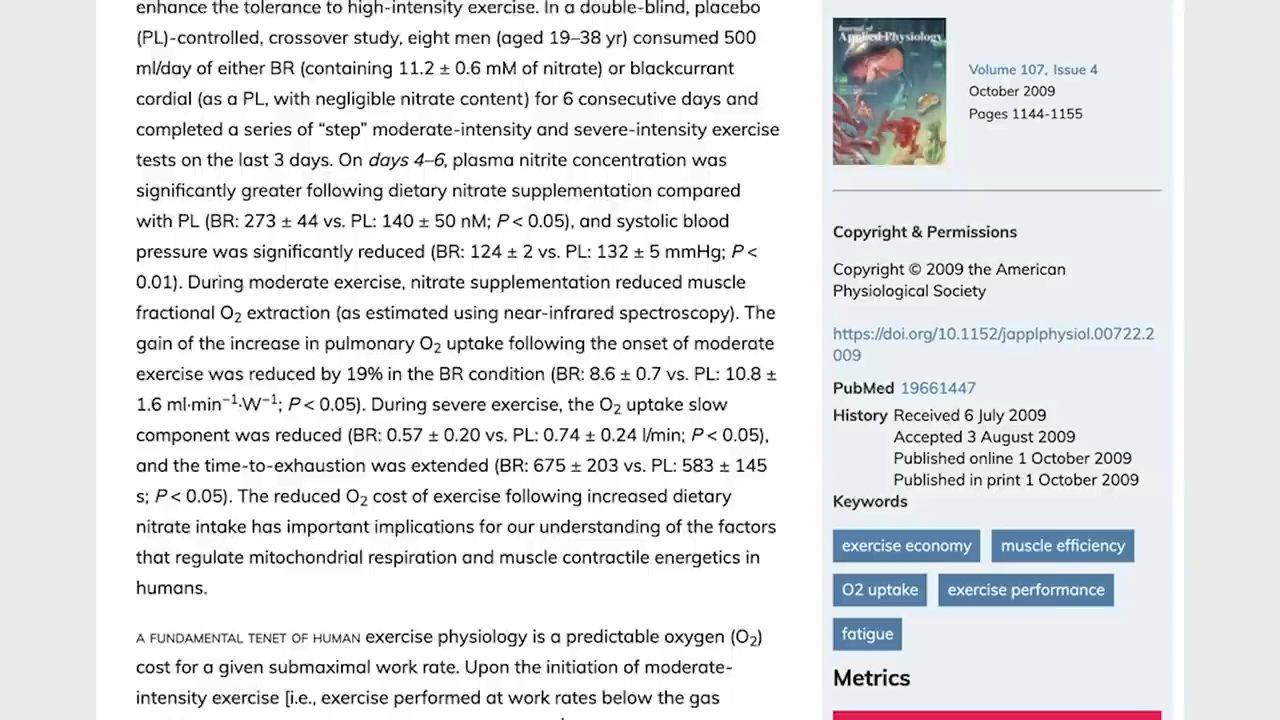 enhance the tolerance to high-intensity exercise. In a double-blind, placebo
(PL)-controlled, crossover study, eight men (aged 19–38 yr) consumed 500
ml/day of either BR (containing 11.2 ± 0.6 mM of nitrate) or blackcurrant
cordial (as a PL, with negligible nitrate content) for 6 consecutive days and
completed a series of “step” moderate-intensity and severe-intensity exercise
tests on the last 3 days. On days 4–6, plasma nitrite concentration was
significantly greater following dietary nitrate supplementation compared
with PL (BR: 273 ± 44 vs. PL: 140 ± 50 nM; P < 0.05), and systolic blood
pressure was significantly reduced (BR: 124 ± 2 vs. PL: 132 ± 5 mmHg; P <
0.01). During moderate exercise, nitrate supplementation reduced muscle
fractional O₂ extraction (as estimated using near-infrared spectroscopy). The
gain of the increase in pulmonary O₂ uptake following the onset of moderate
exercise was reduced by 19% in the BR condition (BR: 8.6 ± 0.7 vs. PL: 10.8 ±
1.6 ml·min⁻¹·W⁻¹; P < 0.05). During severe exercise, the O₂ uptake slow
component was reduced (BR: 0.57 ± 0.20 vs. PL: 0.74 ± 0.24 l/min; P < 0.05),
and the time-to-exhaustion was extended (BR: 675 ± 203 vs. PL: 583 ± 145
s; P < 0.05). The reduced O₂ cost of exercise following increased dietary
nitrate intake has important implications for our understanding of the factors
that regulate mitochondrial respiration and muscle contractile energetics in
humans.
A FUNDAMENTAL TENET OF HUMAN exercise physiology is a predictable oxygen (O₂)
cost for a given submaximal work rate. Upon the initiation of moderate-
intensity exercise [i.e., exercise performed at work rates below the gas
Journal of
Applied Physiology
Volume 107, Issue 4
October 2009
Pages 1144-1155
Copyright & Permissions
Copyright © 2009 the American
Physiological Society
https://doi.org/10.1152/japplphysiol.00722.2
009
PubMed 19661447
History Received 6 July 2009
Accepted 3 August 2009
Published online 1 October 2009
Published in print 1 October 2009
Keywords
exercise economy
muscle efficiency
O2 uptake
exercise performance
fatigue
Metrics